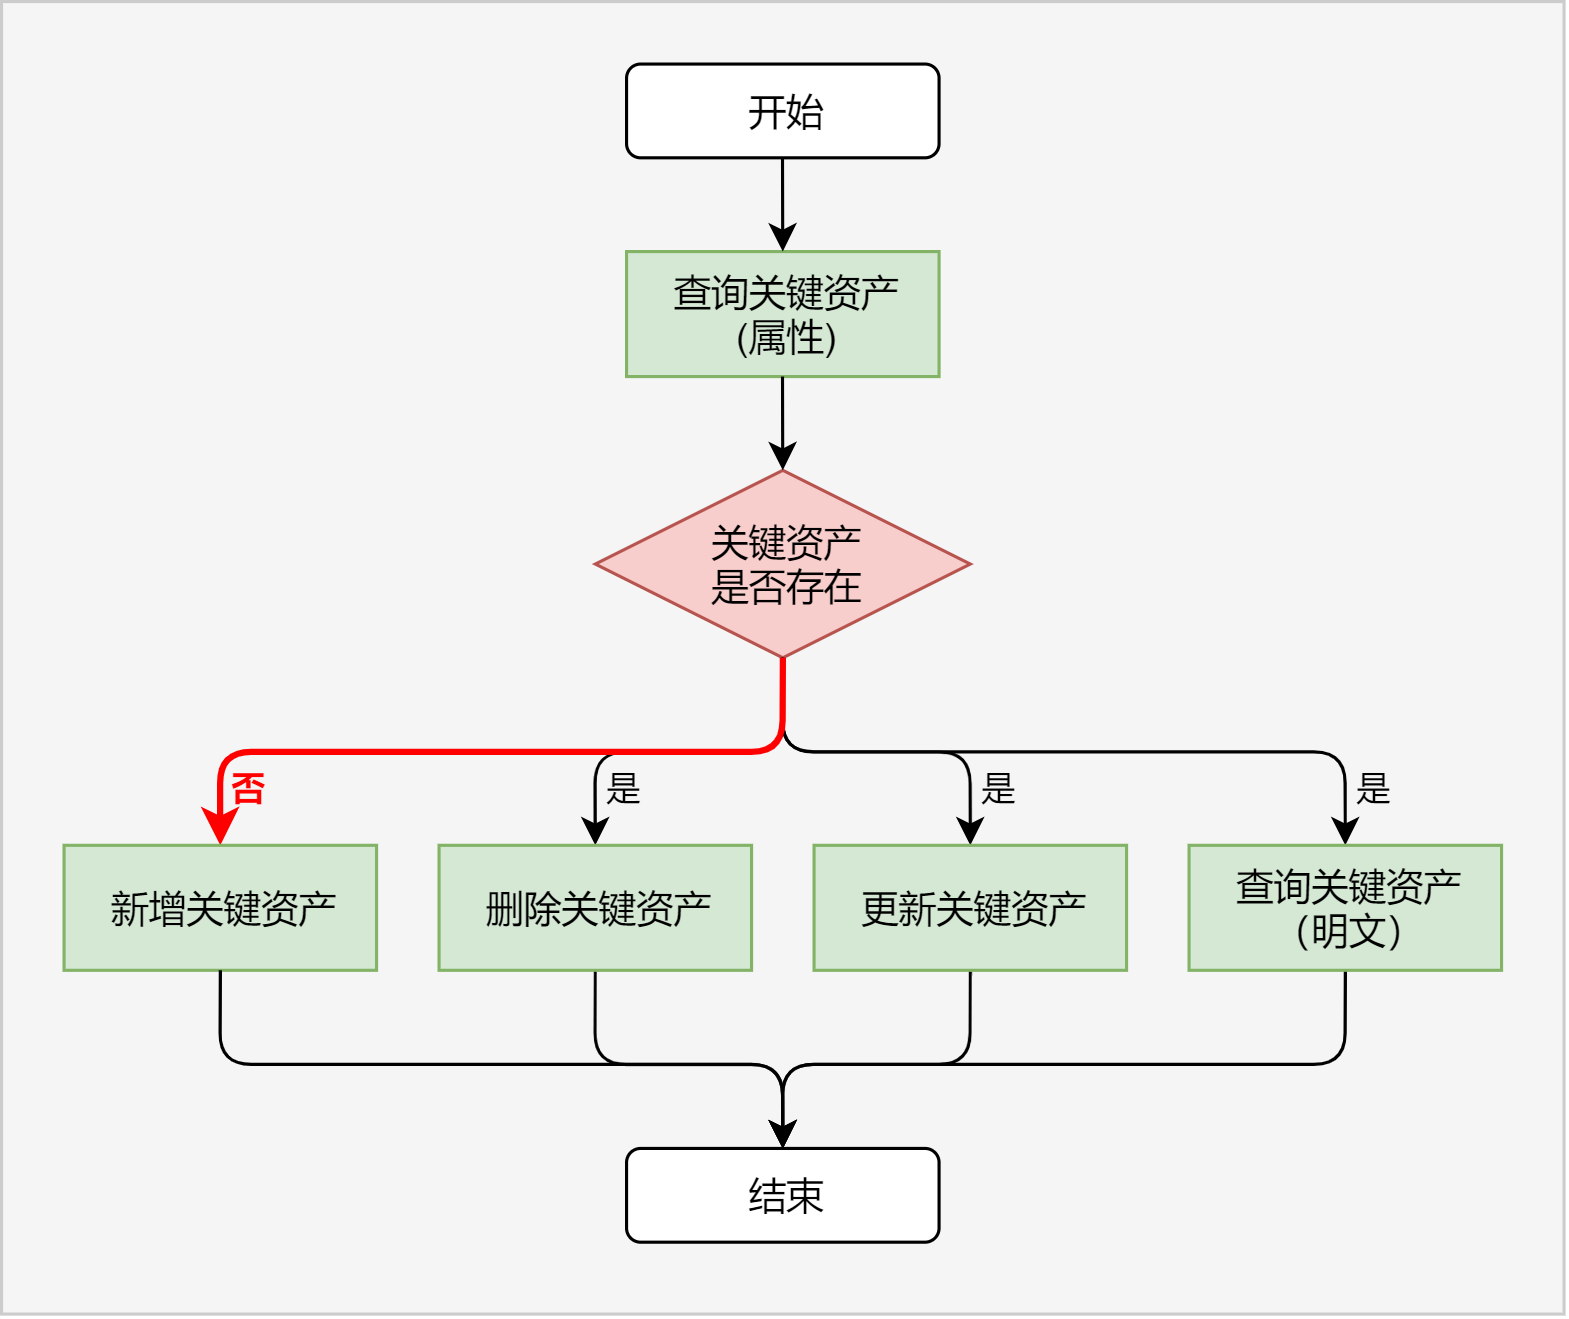 开始
查询关键资产
(属性)
关键资产
是否存在
否
是
是
是
新增关键资产
删除关键资产
更新关键资产
查询关键资产
（明文）
结束